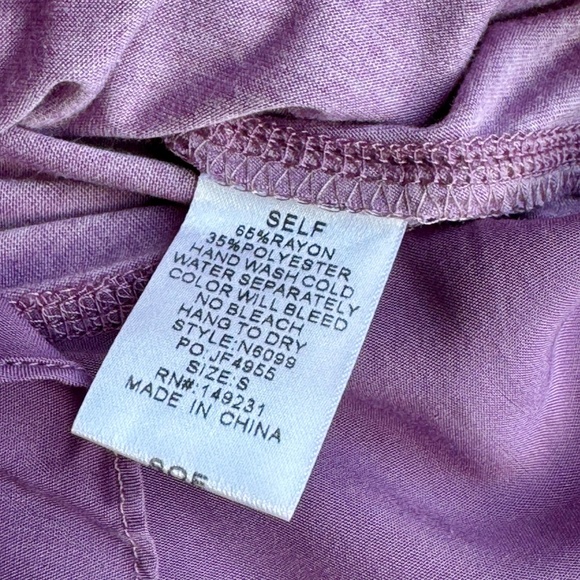 SELF
65%RAYON
35%POLYESTER
HAND WASH COLD
WATER SEPARATELY
COLOR WILL BLEED
NO BLEACH
HANG TO DRY
STYLE:N6099
PO:JF4955
SIZE:S
RN#:149231
MADE IN CHINA